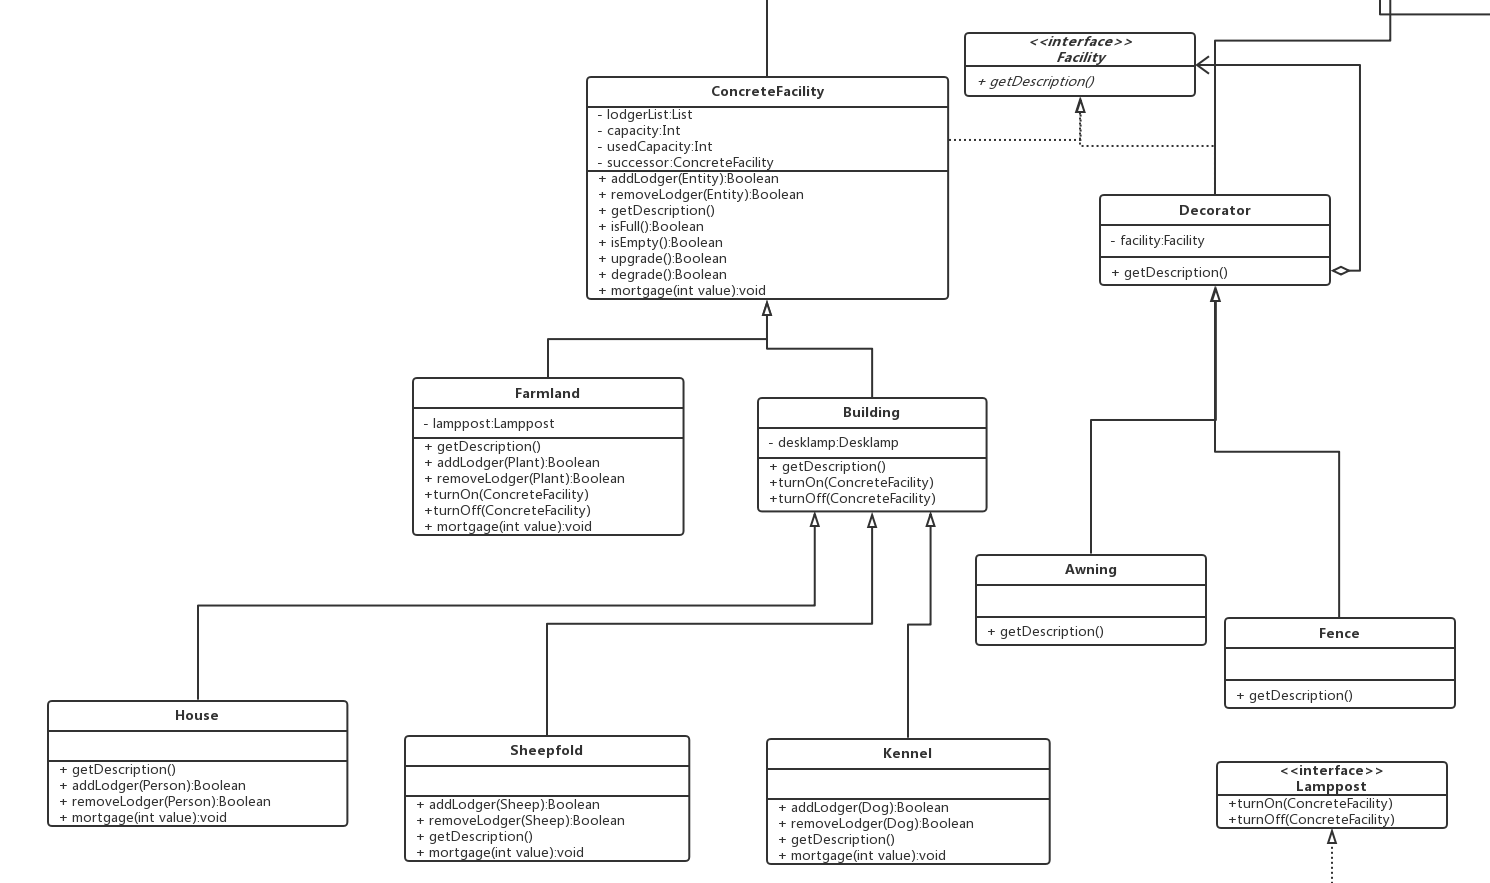 <<interface>>
Facility
+ getDescription()
ConcreteFacility
- lodgerList:List
- capacity:Int
- usedCapacity:Int
- successor:ConcreteFacility
+ addLodger(Entity):Boolean
+ removeLodger(Entity):Boolean
+ getDescription()
+ isFull():Boolean
+ isEmpty():Boolean
+ upgrade():Boolean
+ degrade():Boolean
+ mortgage(int value):void
Decorator
- facility:Facility
+ getDescription()
Farmland
- lamppost:Lamppost
+ getDescription()
+ addLodger(Plant):Boolean
+ removeLodger(Plant):Boolean
+turnOn(ConcreteFacility)
+turnOff(ConcreteFacility)
+ mortgage(int value):void
Building
- desklamp:Desklamp
+ getDescription()
+turnOn(ConcreteFacility)
+turnOff(ConcreteFacility)
Awning
+ getDescription()
Fence
+ getDescription()
House
+ getDescription()
+ addLodger(Person):Boolean
+ removeLodger(Person):Boolean
+ mortgage(int value):void
Sheepfold
+ addLodger(Sheep):Boolean
+ removeLodger(Sheep):Boolean
+ getDescription()
+ mortgage(int value):void
Kennel
+ addLodger(Dog):Boolean
+ removeLodger(Dog):Boolean
+ getDescription()
+ mortgage(int value):void
<<interface>>
Lamppost
+turnOn(ConcreteFacility)
+turnOff(ConcreteFacility)